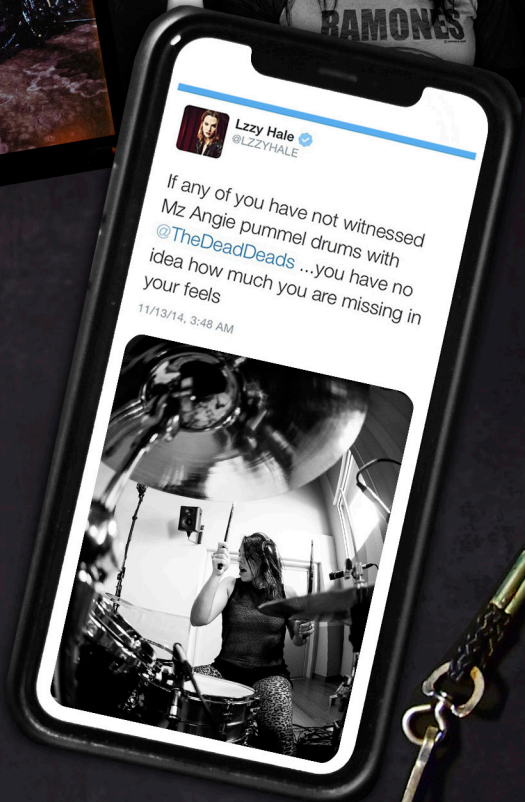 RAMONES
Lzzy Hale
@LZZYHALE
If any of you have not witnessed
Mz Angie pummel drums with
@TheDeadDeads ...you have no
idea how much you are missing in
your feels
11/13/14, 3:48 AM